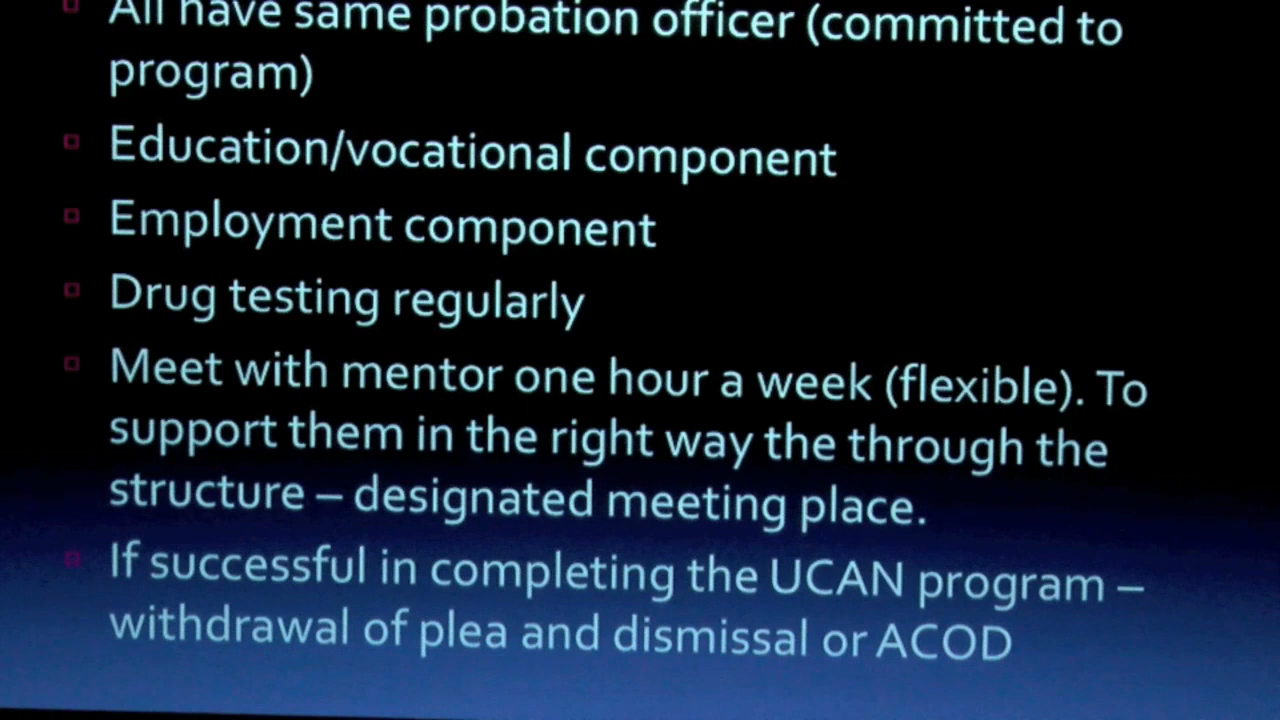 All have same probation officer (committed to
program)
Education/vocational component
Employment component
Drug testing regularly
Meet with mentor one hour a week (flexible). To
support them in the right way the through the
structure – designated meeting place.
If successful in completing the UCAN program –
withdrawal of plea and dismissal or ACOD